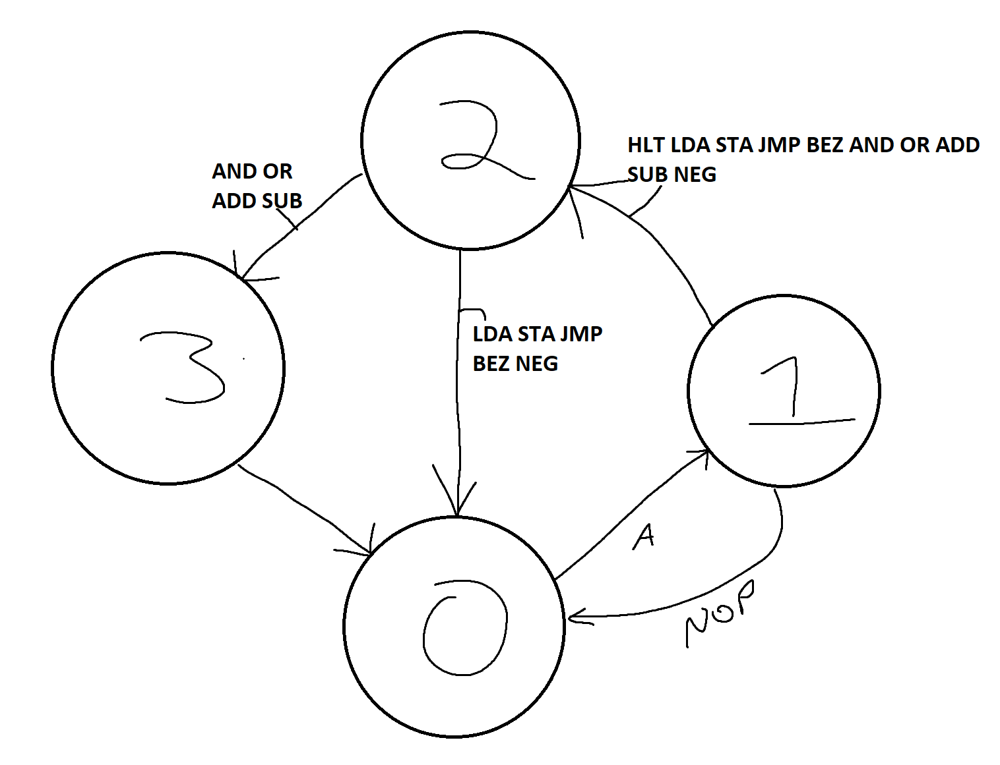 2
HLT LDA STA JMP BEZ AND OR ADD
SUB NEG
AND OR
ADD SUB
LDA STA JMP
BEZ NEG
3
1
A
NOP
0